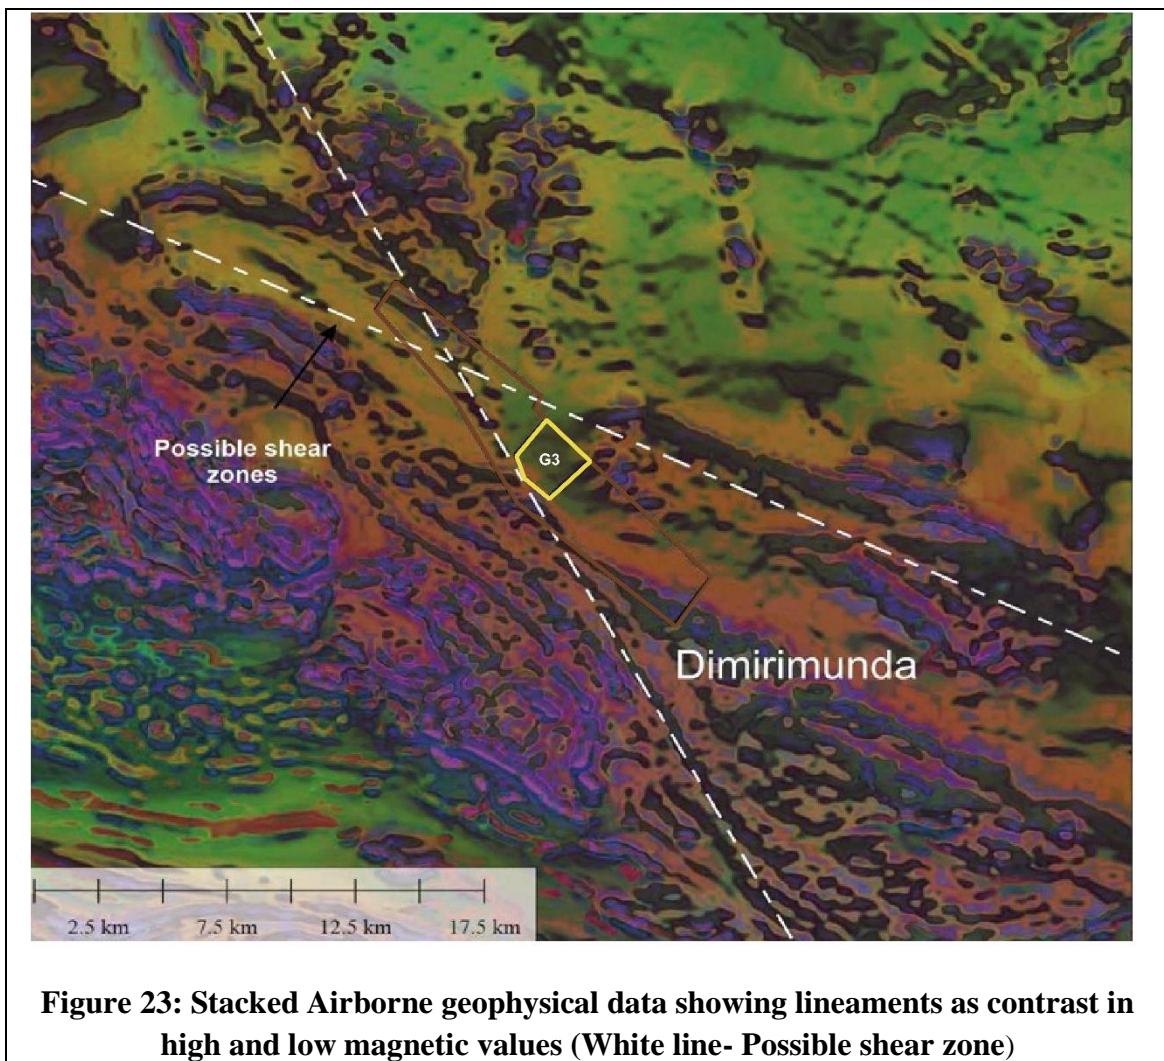 Possible shear
zones
G3
Dimirimunda
2.5 km 7.5 km 12.5 km 17.5 km
Figure 23: Stacked Airborne geophysical data showing lineaments as contrast in
high and low magnetic values (White line- Possible shear zone)